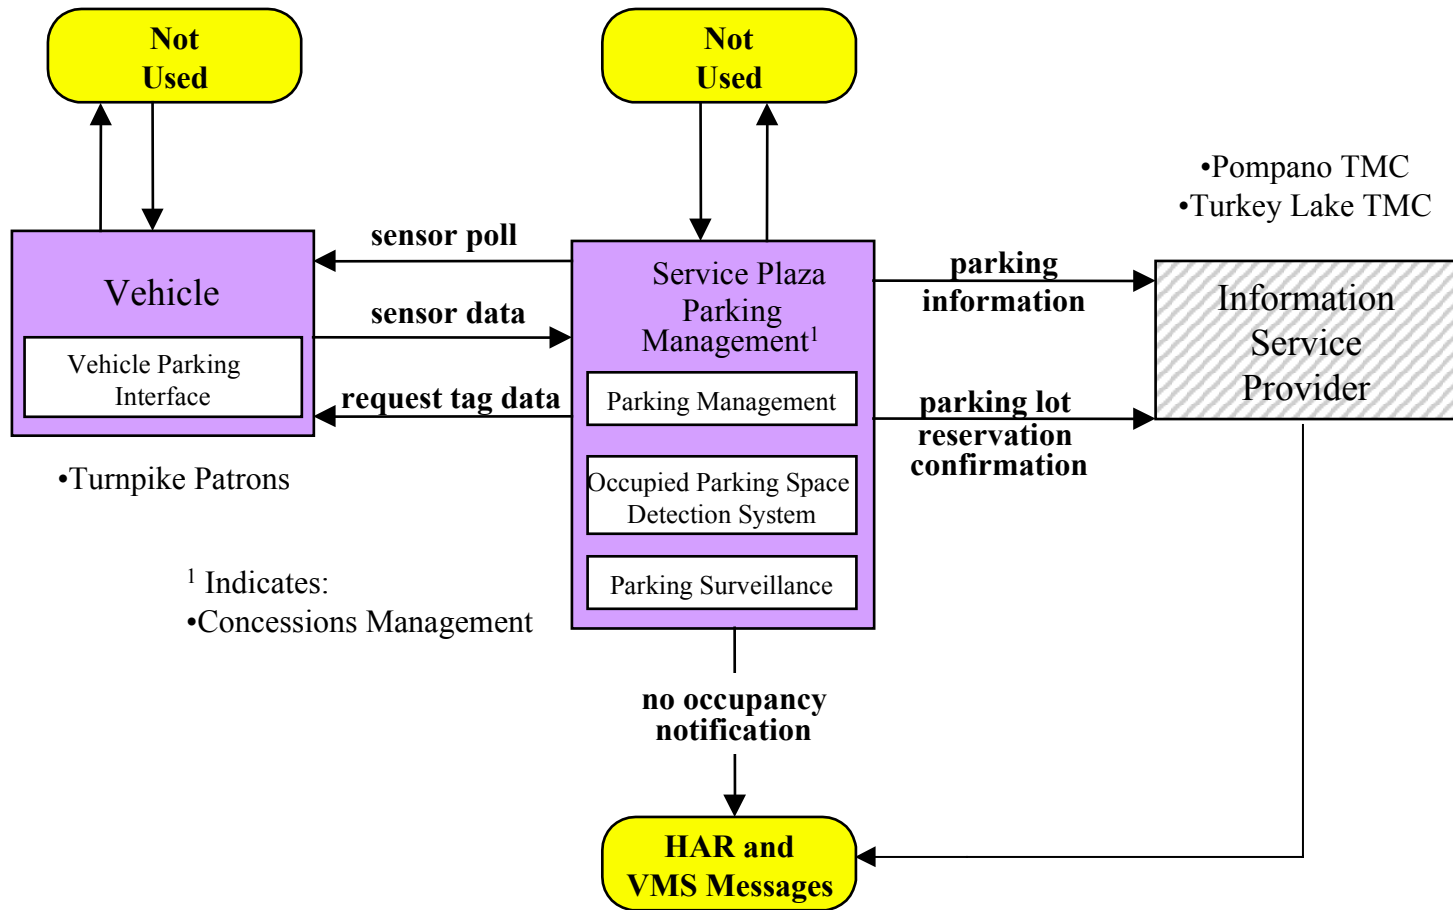 Not
Used
Not
Used
•Pompano TMC
•Turkey Lake TMC
sensor poll
Vehicle
sensor data
Vehicle Parking
Interface
request tag data
•Turnpike Patrons
Service Plaza
Parking
Management¹
Parking Management
Occupied Parking Space
Detection System
Parking Surveillance
parking
information
parking lot
reservation
confirmation
Information
Service
Provider
¹ Indicates:
•Concessions Management
no occupancy
notification
HAR and
VMS Messages